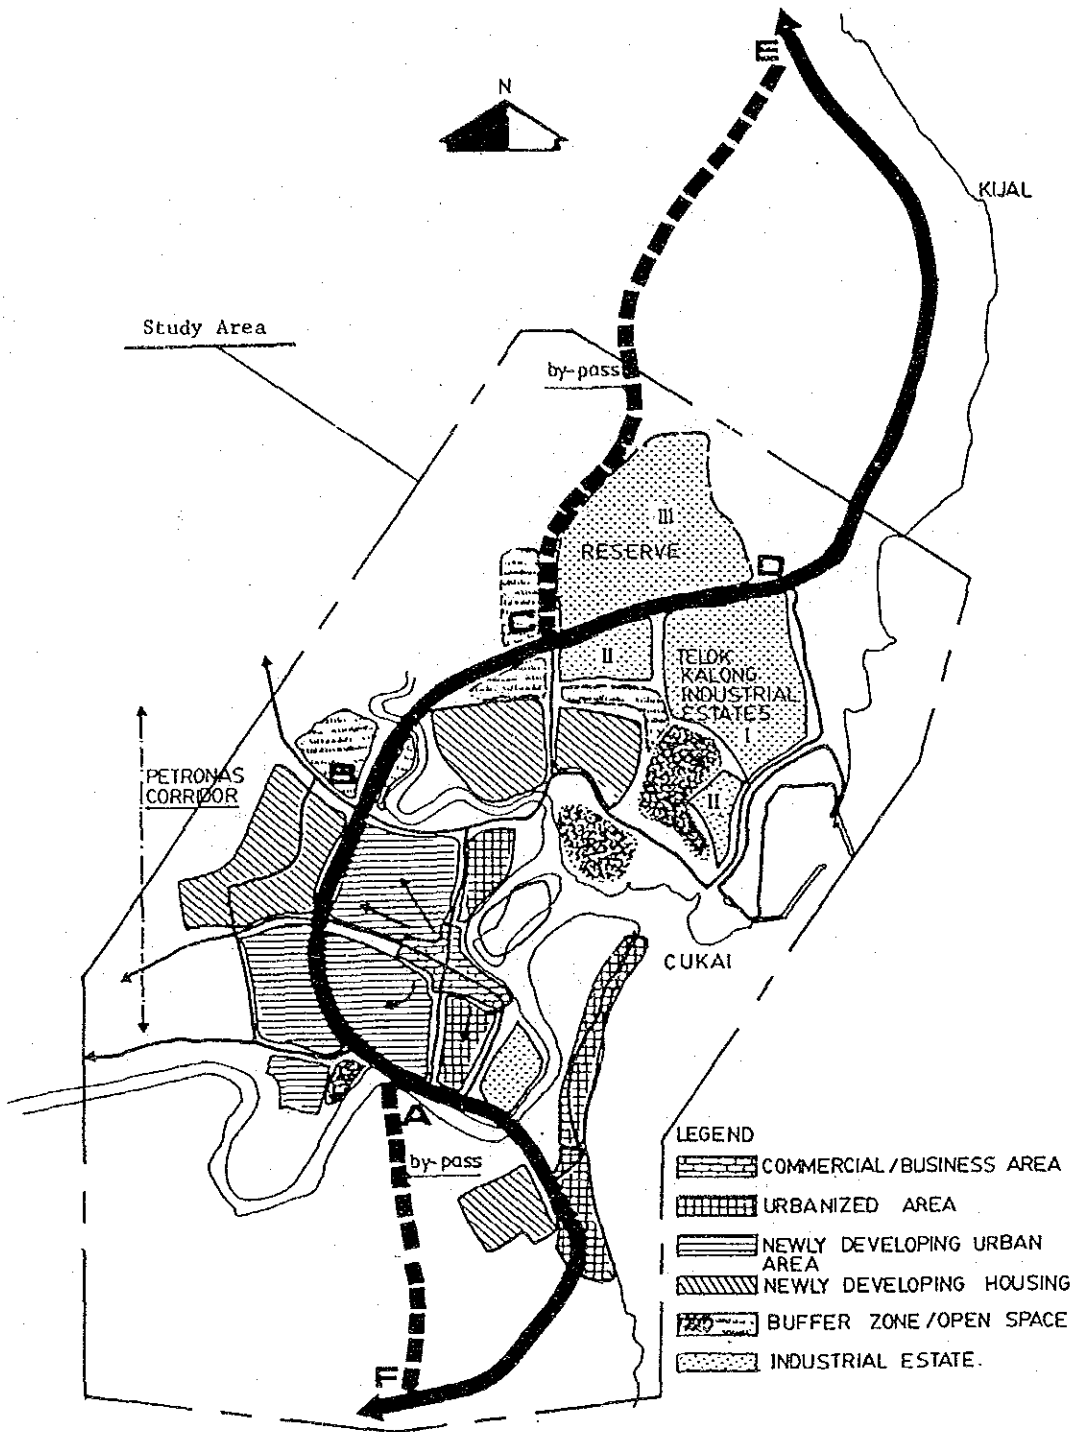 E
N
KIJAL
Study Area
by-pass
III
RESERVE
D
C
II
TELOK
KALONG
INDUSTRIAL
ESTATES
I
PETRONAS
CORRIDOR
B
II
CUKAI
A
by-pass
F
LEGEND
COMMERCIAL/BUSINESS AREA
URBANIZED AREA
NEWLY DEVELOPING URBAN
AREA
NEWLY DEVELOPING HOUSING
BUFFER ZONE/OPEN SPACE
INDUSTRIAL ESTATE.